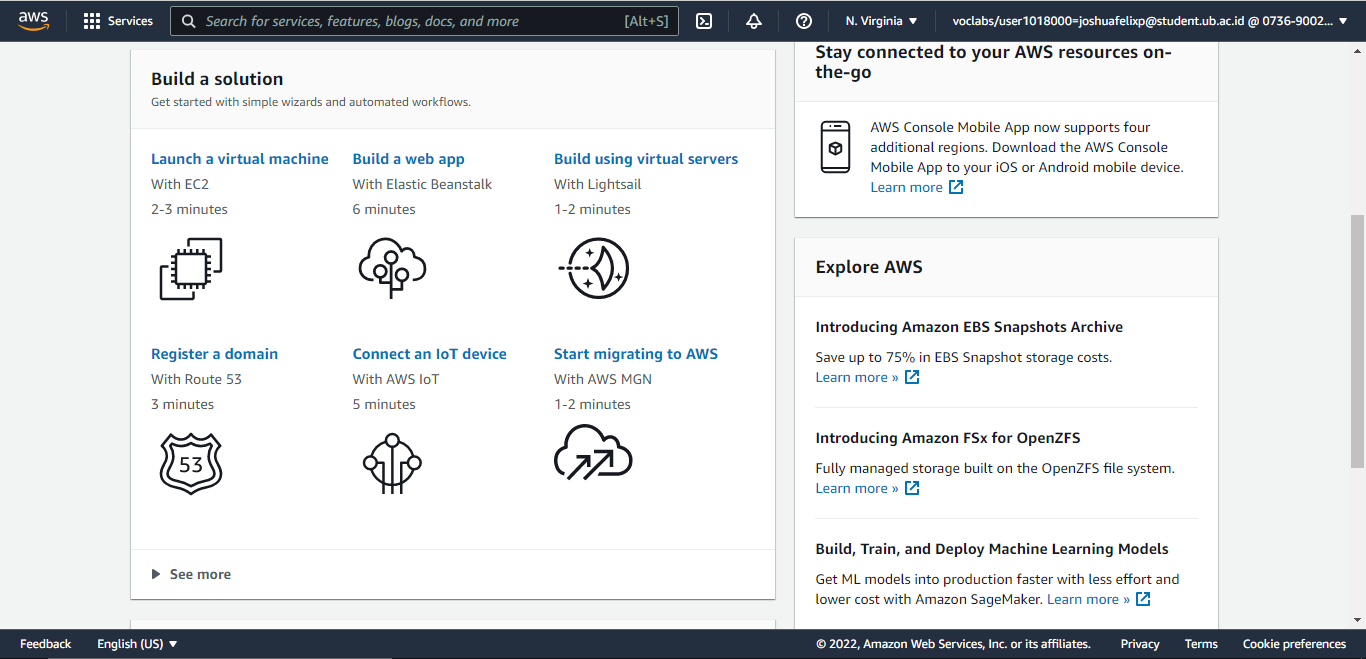 aws
Services
Search for services, features, blogs, docs, and more
[Alt+S]
N. Virginia
voclabs/user1018000=joshuafelixp@student.ub.ac.id @ 0736-9002...
Build a solution
Get started with simple wizards and automated workflows.
Launch a virtual machine
With EC2
2-3 minutes
Build a web app
With Elastic Beanstalk
6 minutes
Build using virtual servers
With Lightsail
1-2 minutes
Register a domain
With Route 53
3 minutes
53
Connect an IoT device
With AWS IoT
5 minutes
Start migrating to AWS
With AWS MGN
1-2 minutes
See more
Stay connected to your AWS resources on-
the-go
AWS Console Mobile App now supports four
additional regions. Download the AWS Console
Mobile App to your iOS or Android mobile device.
Learn more
Explore AWS
Introducing Amazon EBS Snapshots Archive
Save up to 75% in EBS Snapshot storage costs.
Learn more »
Introducing Amazon FSx for OpenZFS
Fully managed storage built on the OpenZFS file system.
Learn more »
Build, Train, and Deploy Machine Learning Models
Get ML models into production faster with less effort and
lower cost with Amazon SageMaker. Learn more »
Feedback
English (US)
© 2022, Amazon Web Services, Inc. or its affiliates.
Privacy
Terms
Cookie preferences